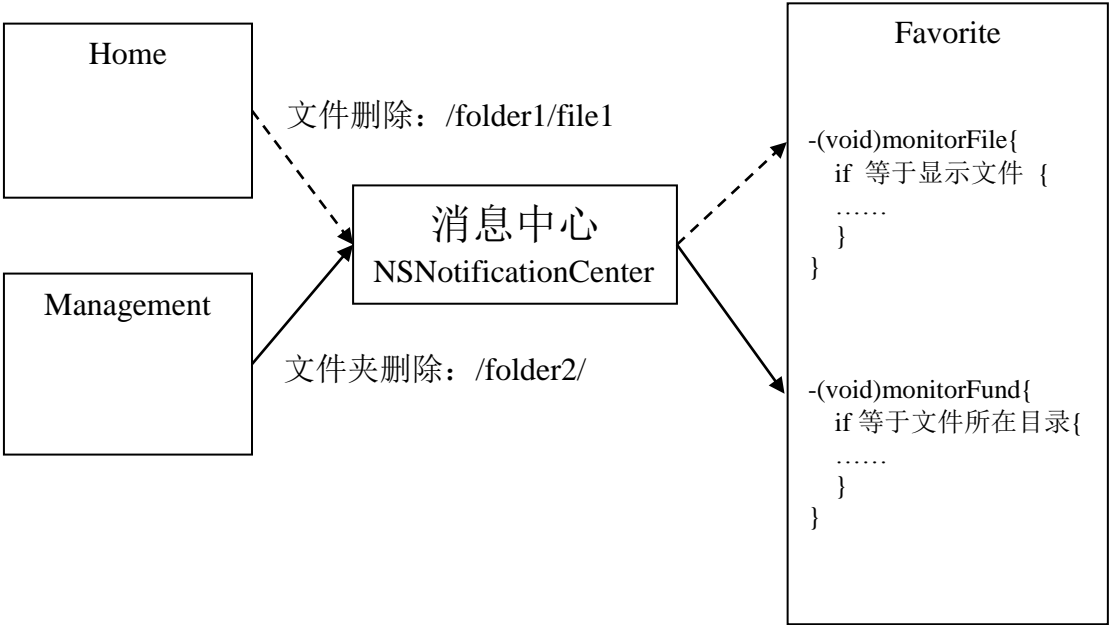 Home
文件删除：/folder1/file1
Management
文件夹删除：/folder2/
消息中心
NSNotificationCenter
Favorite
-(void)monitorFile{
if 等于显示文件 {
……
}
}
-(void)monitorFund{
if 等于文件所在目录{
……
}
}